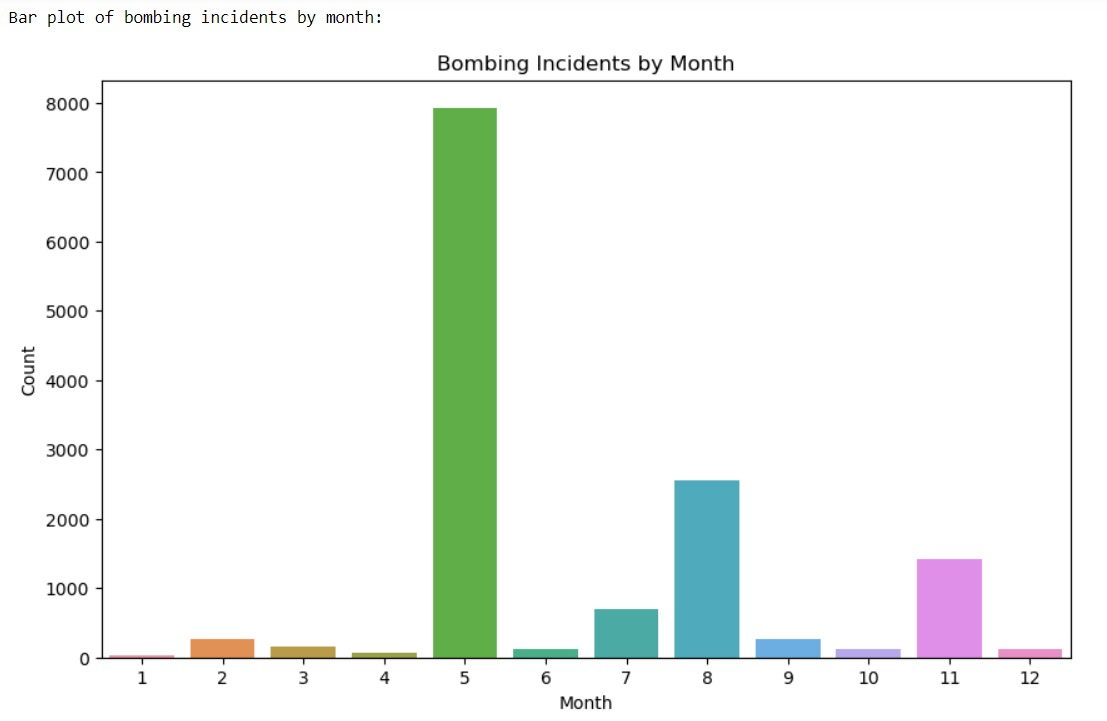 Bar plot of bombing incidents by month:
Bombing Incidents by Month
8000
7000
6000
5000
4000
3000
2000
1000
0
Count
1 2 3 4 5 6 7 8 9 10 11 12
Month